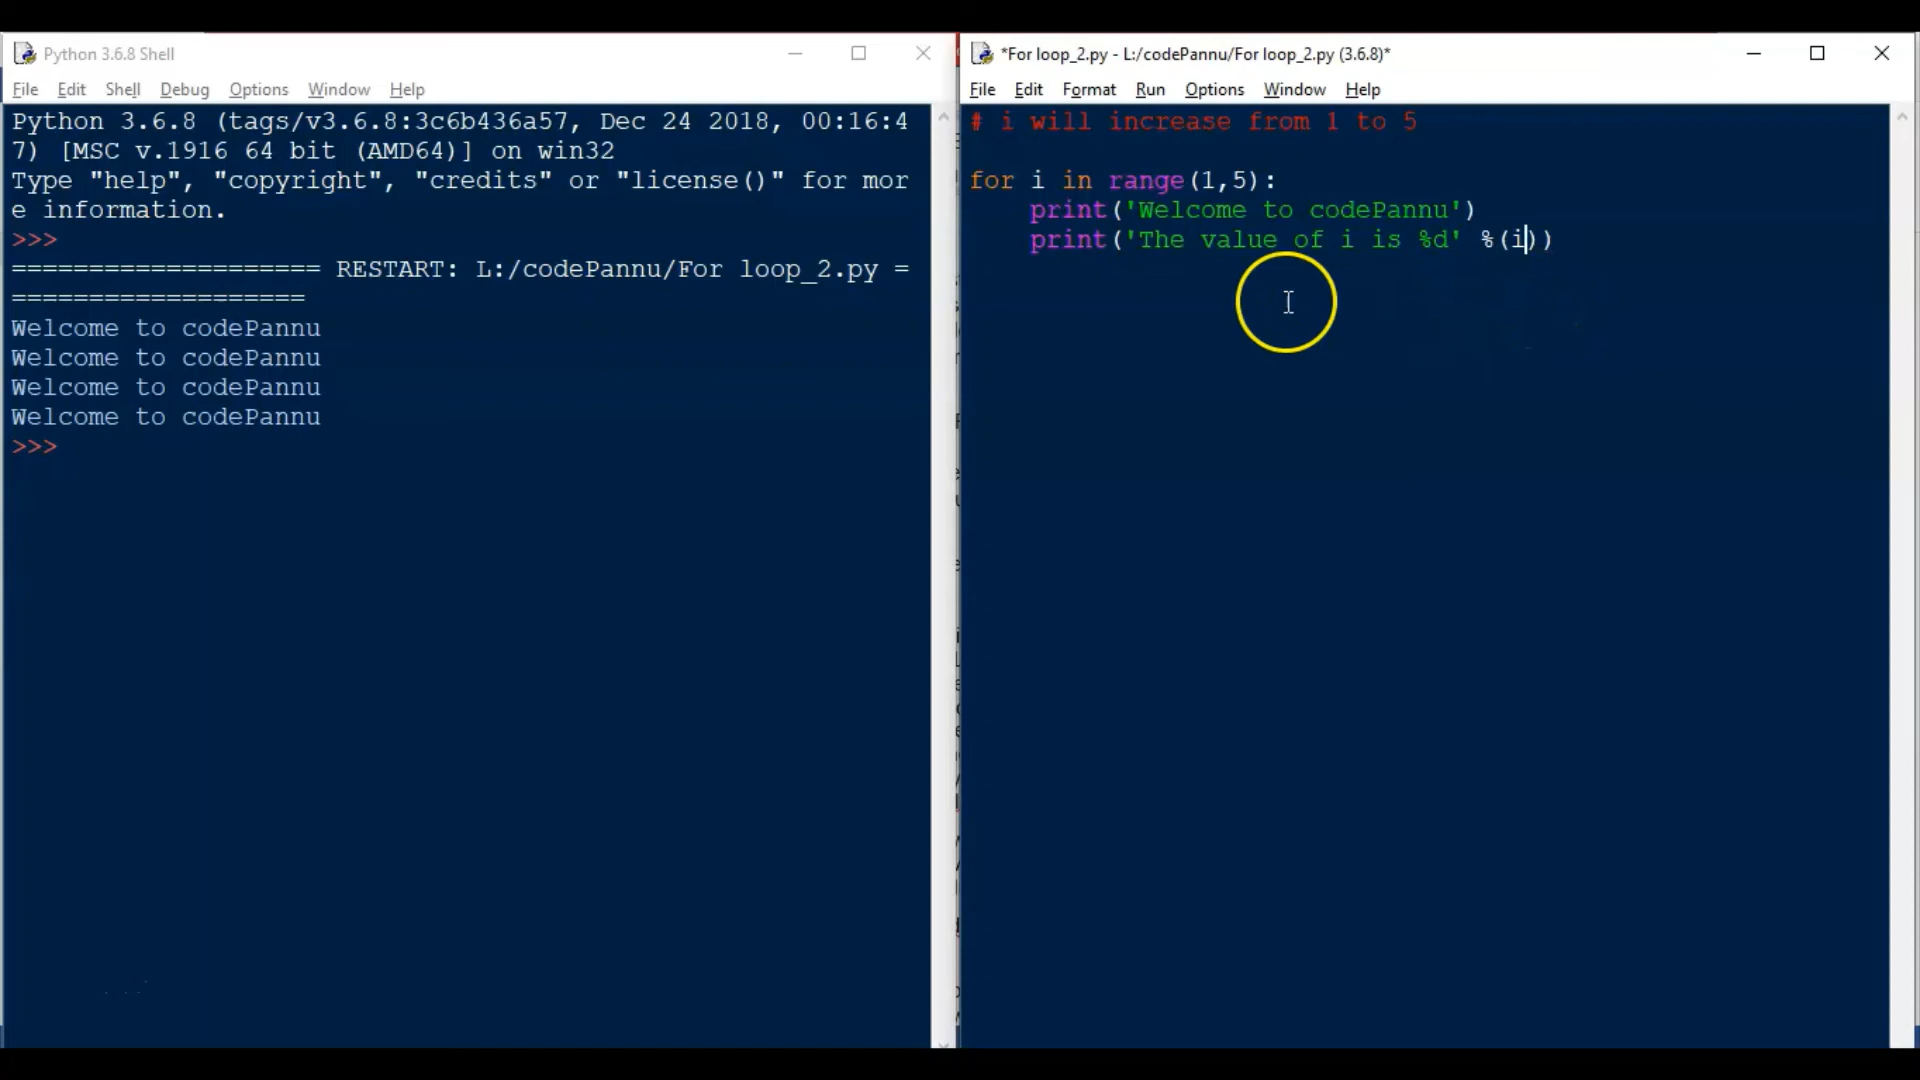 Python 3.6.8 Shell
File Edit Shell Debug Options Window Help
Python 3.6.8 (tags/v3.6.8:3c6b436a57, Dec 24 2018, 00:16:4
7) [MSC v.1916 64 bit (AMD64)] on win32
Type "help", "copyright", "credits" or "license()" for mor
e information.
>>>
==================== RESTART: L:/codePannu/For loop_2.py =
===================
Welcome to codePannu
Welcome to codePannu
Welcome to codePannu
Welcome to codePannu
>>>
*For loop_2.py - L:/codePannu/For loop_2.py (3.6.8)*
File Edit Format Run Options Window Help
# i will increase from 1 to 5
for i in range(1,5):
    print('Welcome to codePannu')
    print('The value of i is %d' %(i))